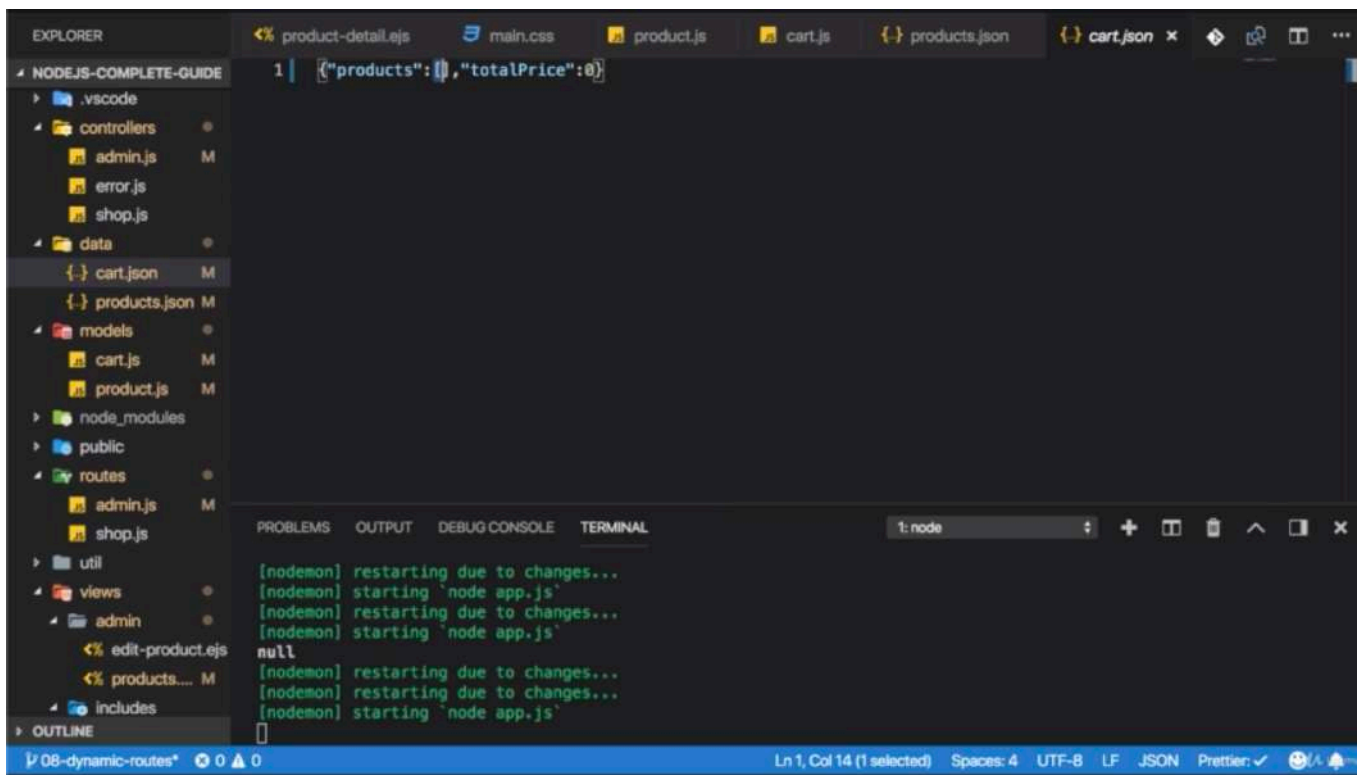 EXPLORER
NODEJS-COMPLETE-GUIDE
.vscode
controllers
admin.js M
error.js
shop.js
data
cart.json M
products.json M
models
cart.js M
product.js M
node_modules
public
routes
admin.js M
shop.js
util
views
admin
edit-product.ejs
products.... M
includes
OUTLINE
product-detail.ejs main.css product.js cart.js products.json cart.json
1 {"products":[],"totalPrice":0}
PROBLEMS OUTPUT DEBUG CONSOLE TERMINAL 1: node
[nodemon] restarting due to changes...
[nodemon] starting `node app.js`
[nodemon] restarting due to changes...
[nodemon] starting `node app.js`
null
[nodemon] restarting due to changes...
[nodemon] restarting due to changes...
[nodemon] starting `node app.js`
08-dynamic-routes* 0 0 Ln 1, Col 14 (1 selected) Spaces: 4 UTF-8 LF JSON Prettier: ✓